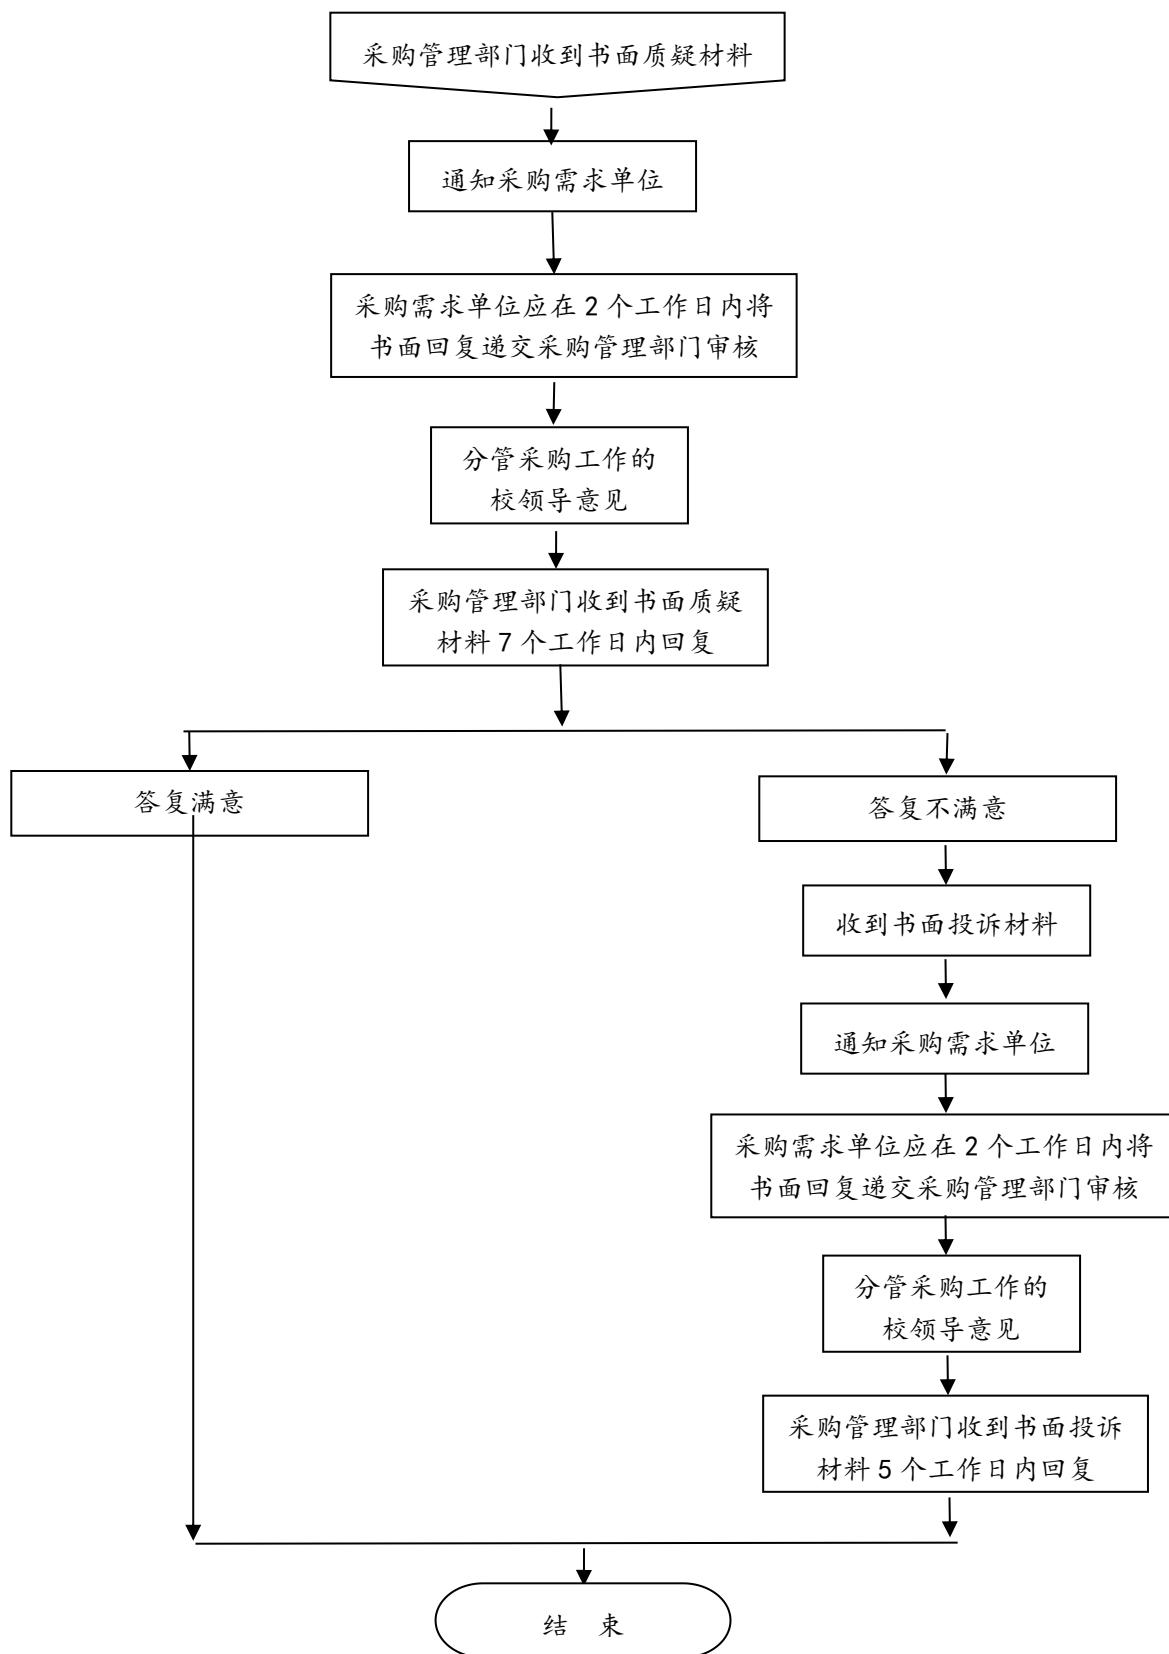 采购管理部门收到书面质疑材料
通知采购需求单位
采购需求单位应在 2 个工作日内将
书面回复递交采购管理部门审核
分管采购工作的
校领导意见
采购管理部门收到书面质疑
材料 7 个工作日内回复
答复满意
答复不满意
收到书面投诉材料
通知采购需求单位
采购需求单位应在 2 个工作日内将
书面回复递交采购管理部门审核
分管采购工作的
校领导意见
采购管理部门收到书面投诉
材料 5 个工作日内回复
结 束